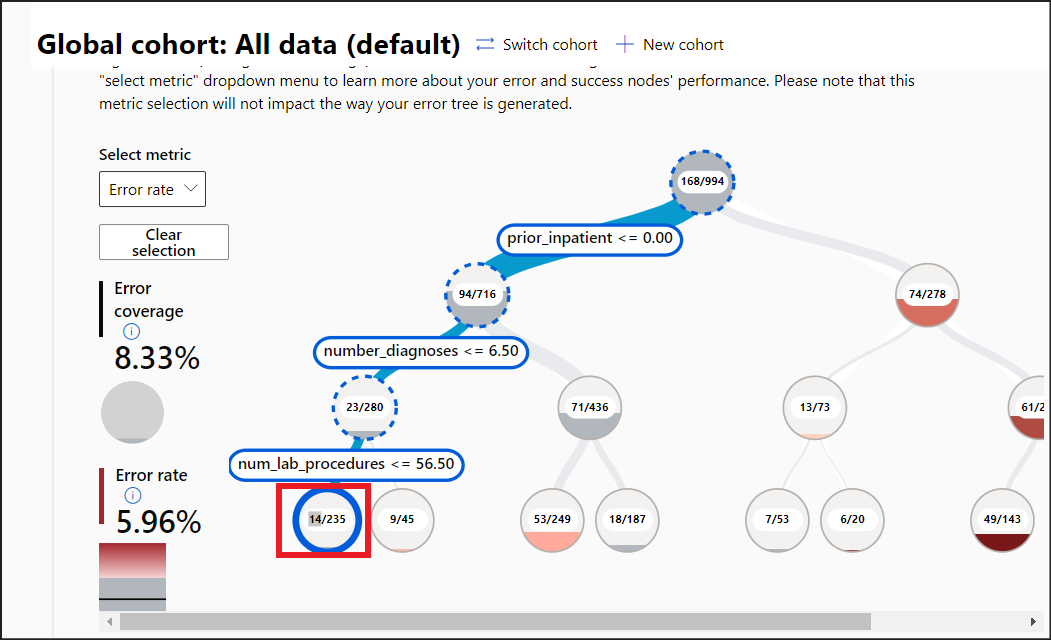 Global cohort: All data (default)
Switch cohort
New cohort
"select metric" dropdown menu to learn more about your error and success nodes' performance. Please note that this
metric selection will not impact the way your error tree is generated.
Select metric
Error rate
Clear
selection
Error
coverage
8.33%
Error rate
5.96%
168/994
prior_inpatient <= 0.00
94/716
74/278
number_diagnoses <= 6.50
23/280
71/436
13/73
61/2
num_lab_procedures <= 56.50
14/235
9/45
53/249
18/187
7/53
6/20
49/143